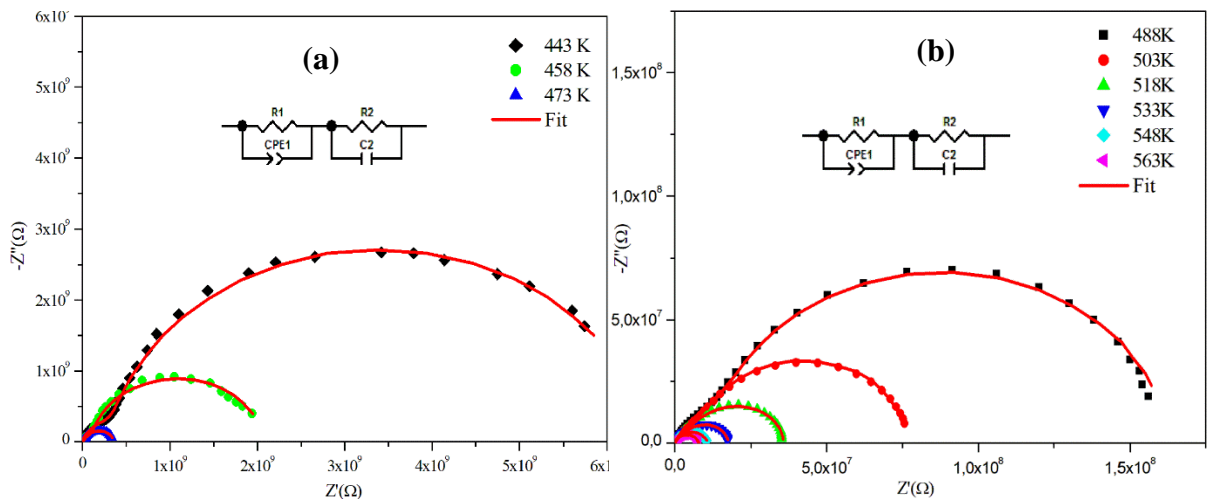 (a)
443 K
458 K
473 K
Fit
R1
R2
CPE1
C2
-Z''(Ω)
6x10⁹
5x10⁹
4x10⁹
3x10⁹
2x10⁹
1x10⁹
0
0
1x10⁹
2x10⁹
3x10⁹
4x10⁹
5x10⁹
6x1
Z'(Ω)
(b)
488K
503K
518K
533K
548K
563K
Fit
R1
R2
CPE1
C2
-Z''(Ω)
1,5x10⁸
1,0x10⁸
5,0x10⁷
0,0
0,0
5,0x10⁷
1,0x10⁸
1,5x10⁸
Z'(Ω)